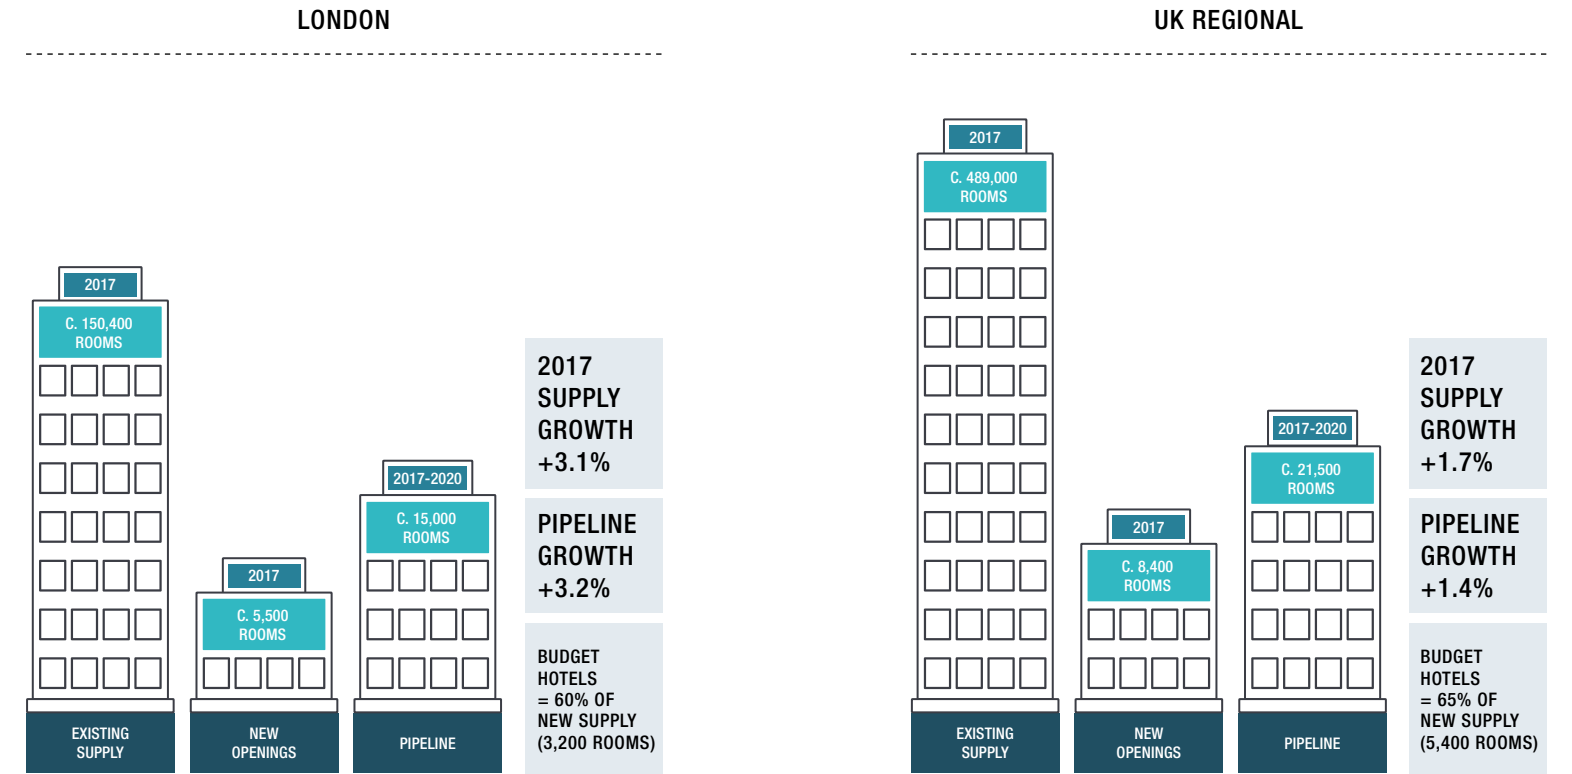 LONDON
2017
C. 150,400
ROOMS
EXISTING
SUPPLY
2017
C. 5,500
ROOMS
NEW
OPENINGS
2017-2020
C. 15,000
ROOMS
PIPELINE
2017
SUPPLY
GROWTH
+3.1%
PIPELINE
GROWTH
+3.2%
BUDGET
HOTELS
= 60% OF
NEW SUPPLY
(3,200 ROOMS)
UK REGIONAL
2017
C. 489,000
ROOMS
EXISTING
SUPPLY
2017
C. 8,400
ROOMS
NEW
OPENINGS
2017-2020
C. 21,500
ROOMS
PIPELINE
2017
SUPPLY
GROWTH
+1.7%
PIPELINE
GROWTH
+1.4%
BUDGET
HOTELS
= 65% OF
NEW SUPPLY
(5,400 ROOMS)